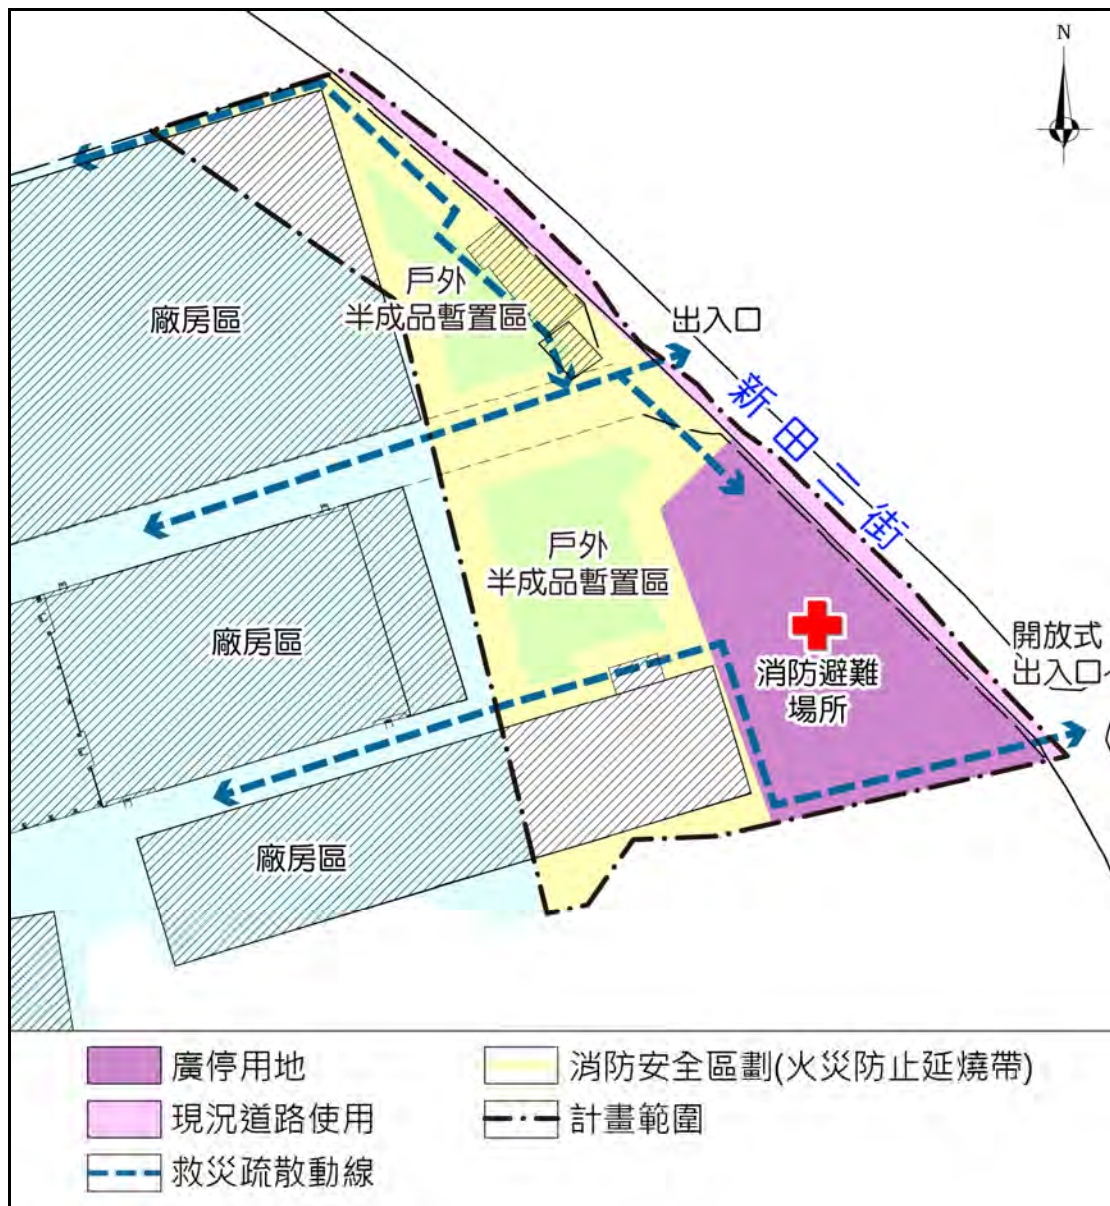 N
戶外
半成品暫置區
廠房區
出入口
新田二街
戶外
半成品暫置區
廠房區
開放式
出入口
消防避難
場所
廠房區
廣停用地
消防安全區劃(火災防止延燒帶)
現況道路使用
計畫範圍
救災疏散動線